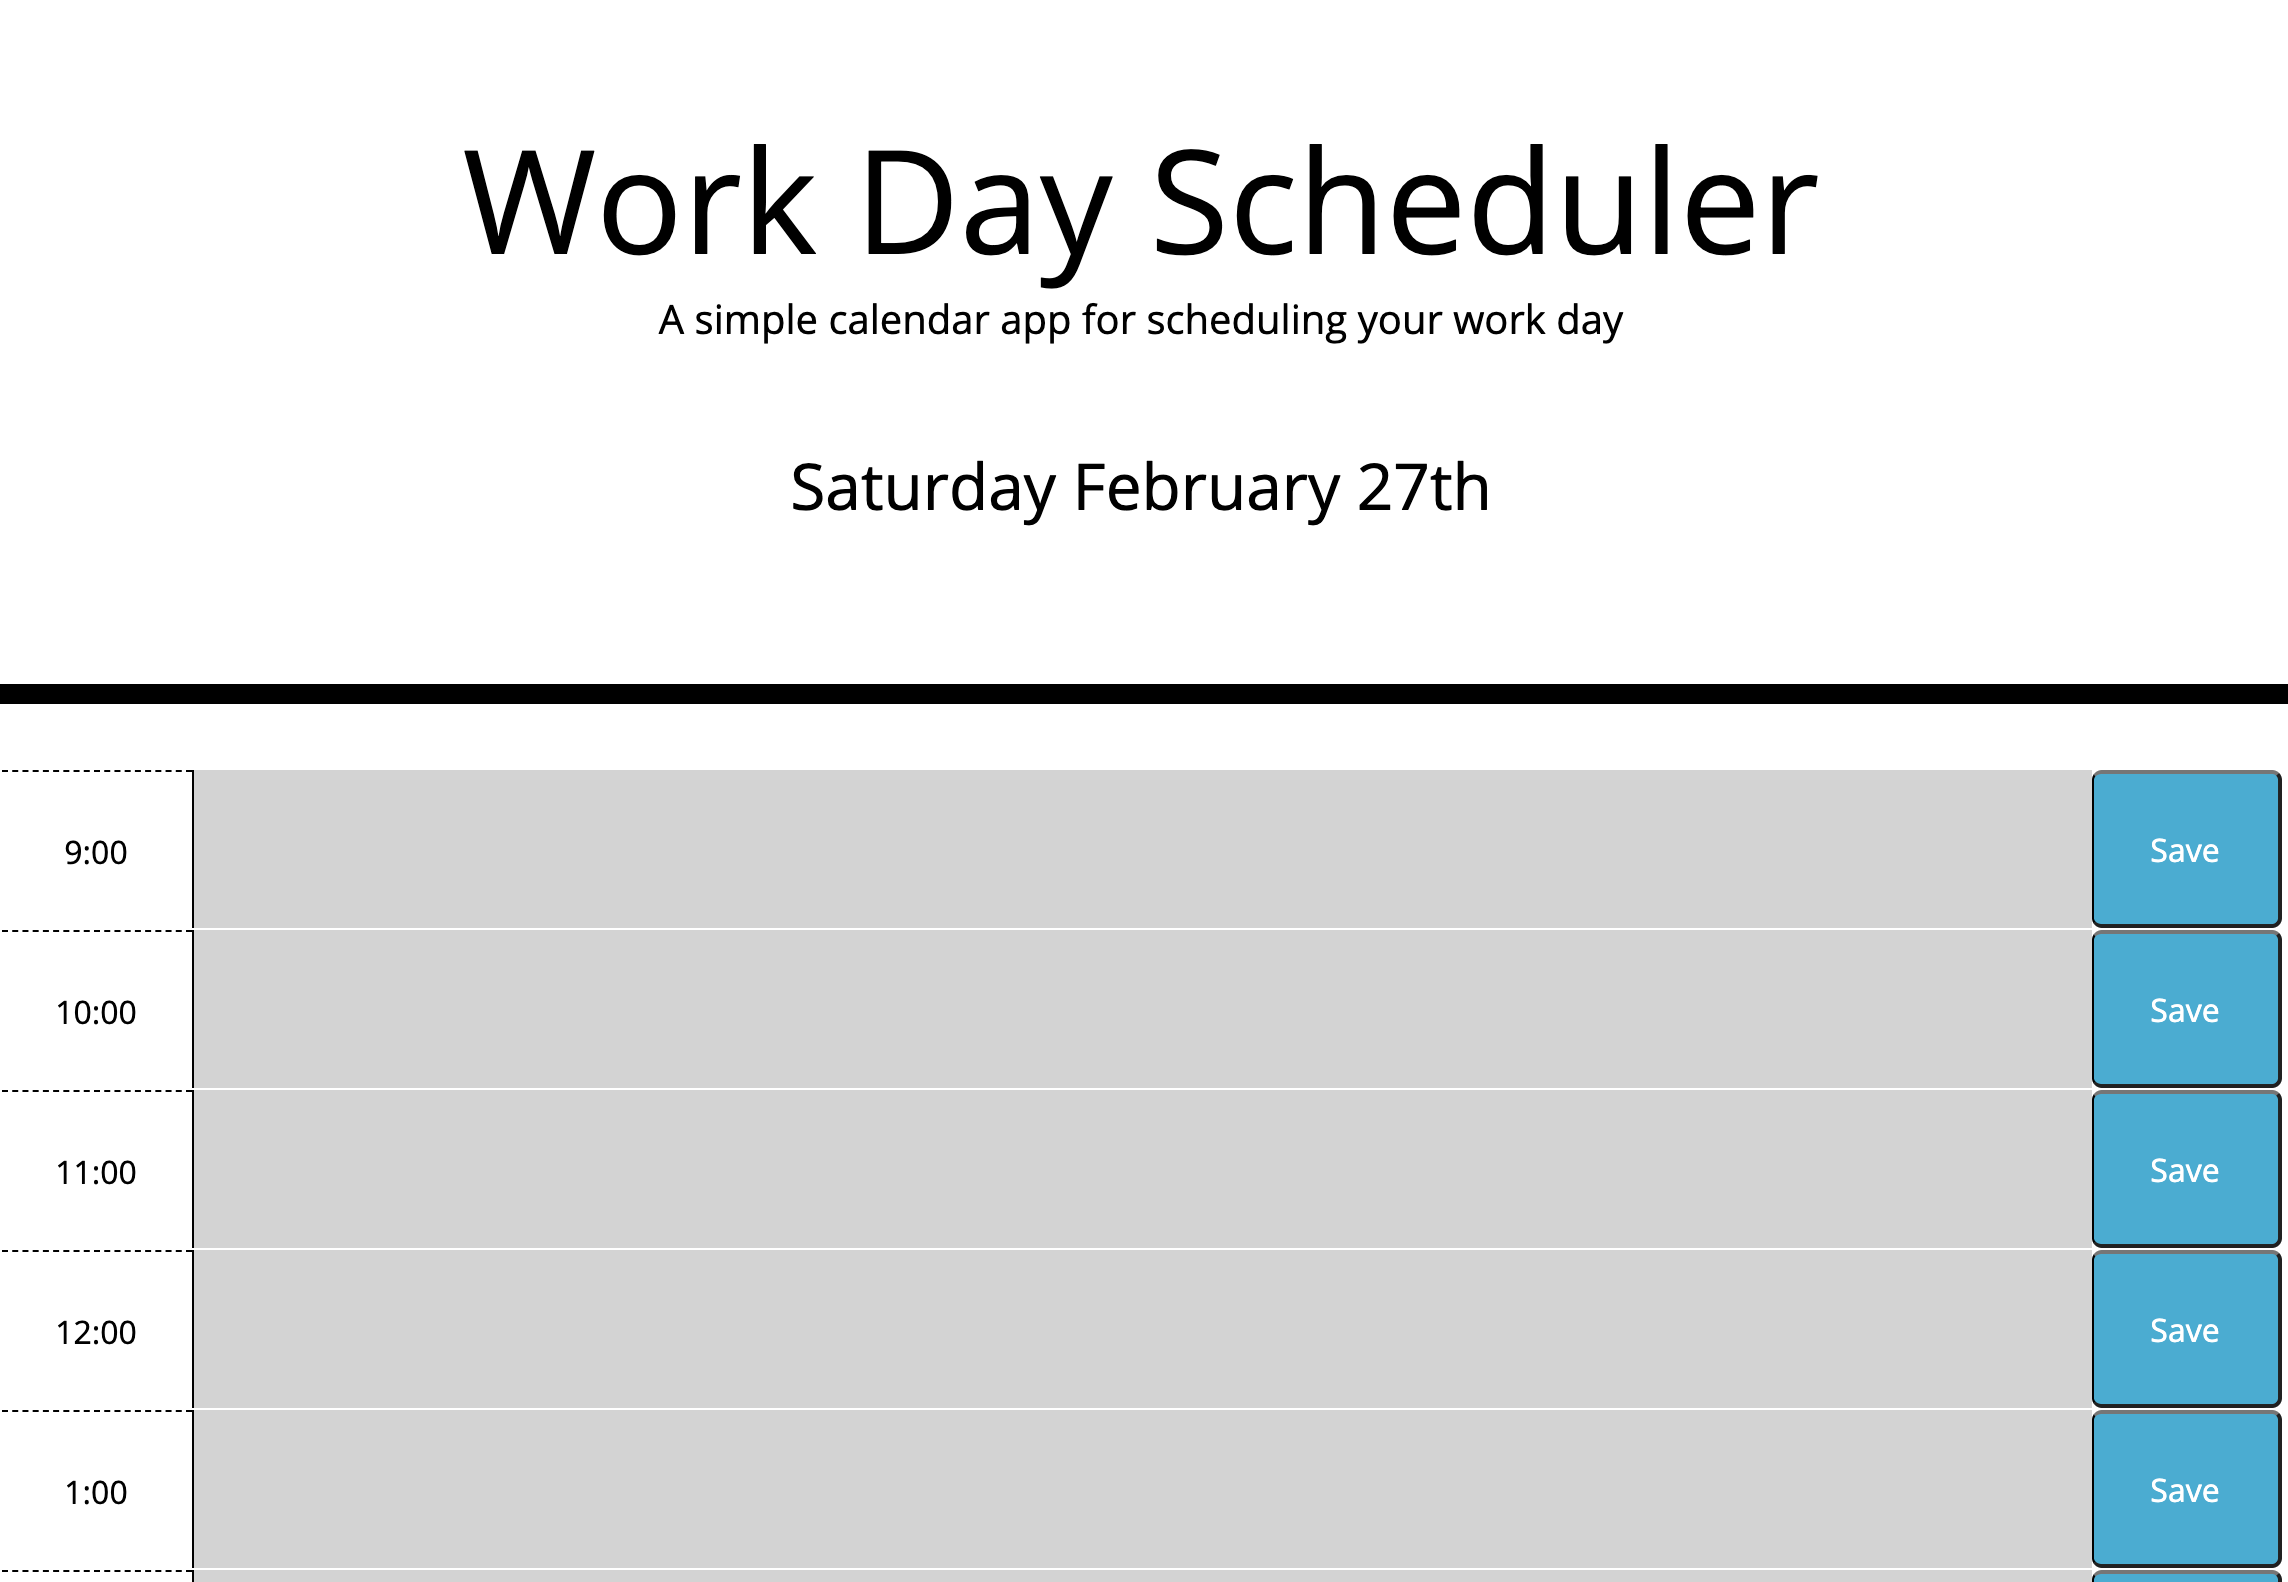 Work Day Scheduler
A simple calendar app for scheduling your work day
Saturday February 27th
9:00 Save
10:00 Save
11:00 Save
12:00 Save
1:00 Save